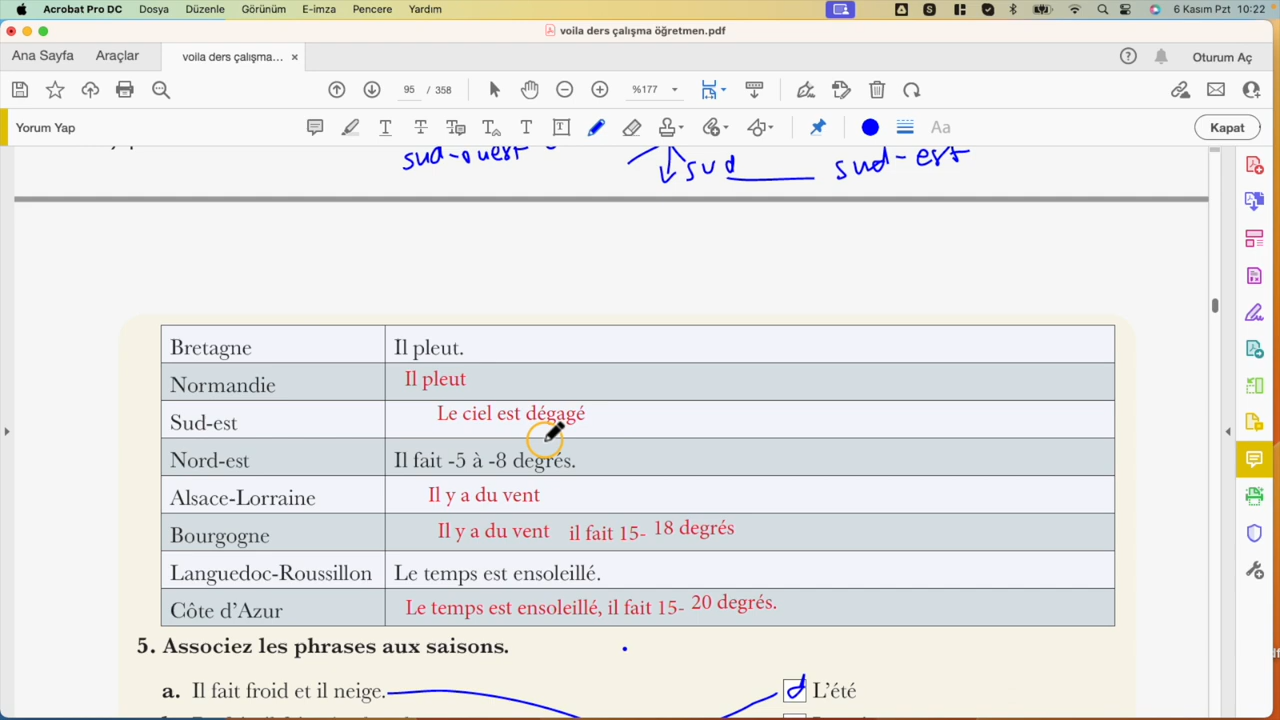 Acrobat Pro DC Dosya Düzenle Görünüm E-imza Pencere Yardım 6 Kasım Pzt 10:22
voila ders çalışma öğretmen.pdf
Ana Sayfa Araçlar voila ders çalışma... × Oturum Aç
95 / 358 %177
Yorum Yap Aa Kapat
sud-ouest sud sud-est
Bretagne Il pleut.
Normandie Il pleut
Sud-est Le ciel est dégagé
Nord-est Il fait -5 à -8 degrés.
Alsace-Lorraine Il y a du vent
Bourgogne Il y a du vent il fait 15- 18 degrés
Languedoc-Roussillon Le temps est ensoleillé.
Côte d'Azur Le temps est ensoleillé, il fait 15- 20 degrés.
5. Associez les phrases aux saisons.
a. Il fait froid et il neige. d L'été